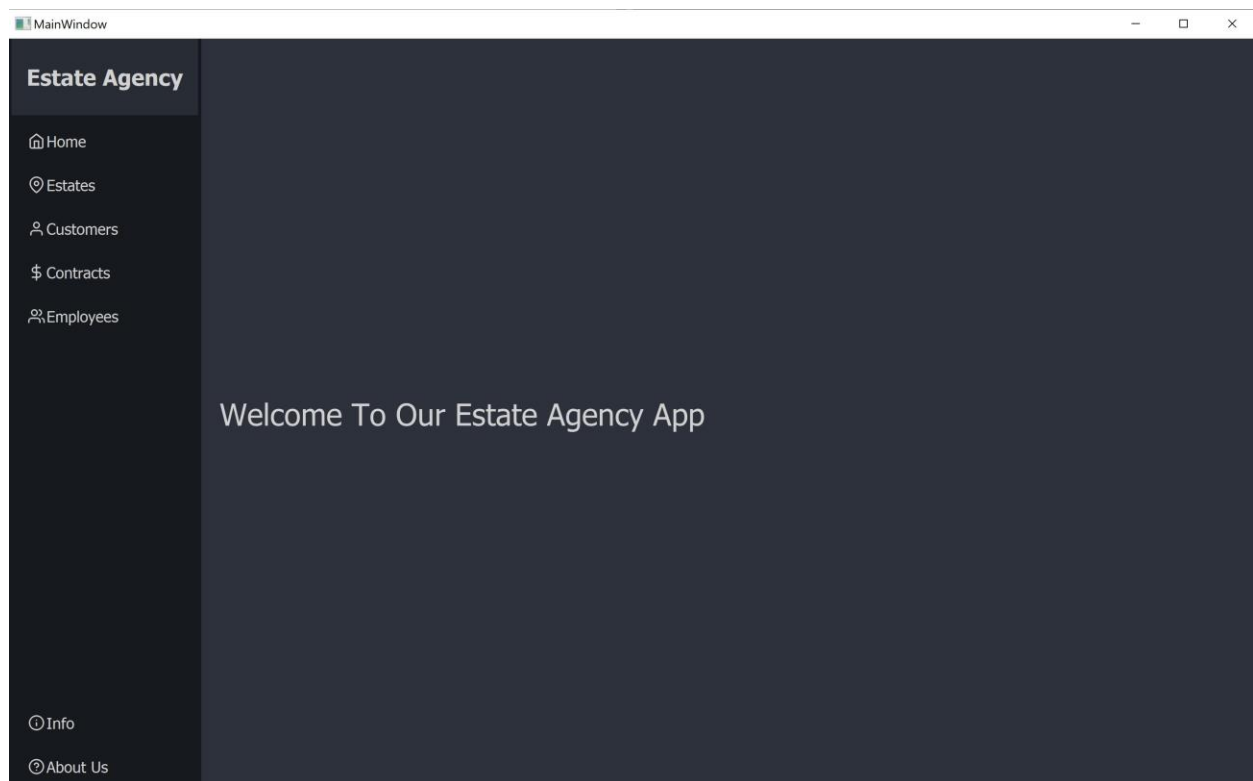 MainWindow
Estate Agency
Home
Estates
Customers
$ Contracts
Employees
Welcome To Our Estate Agency App
Info
About Us